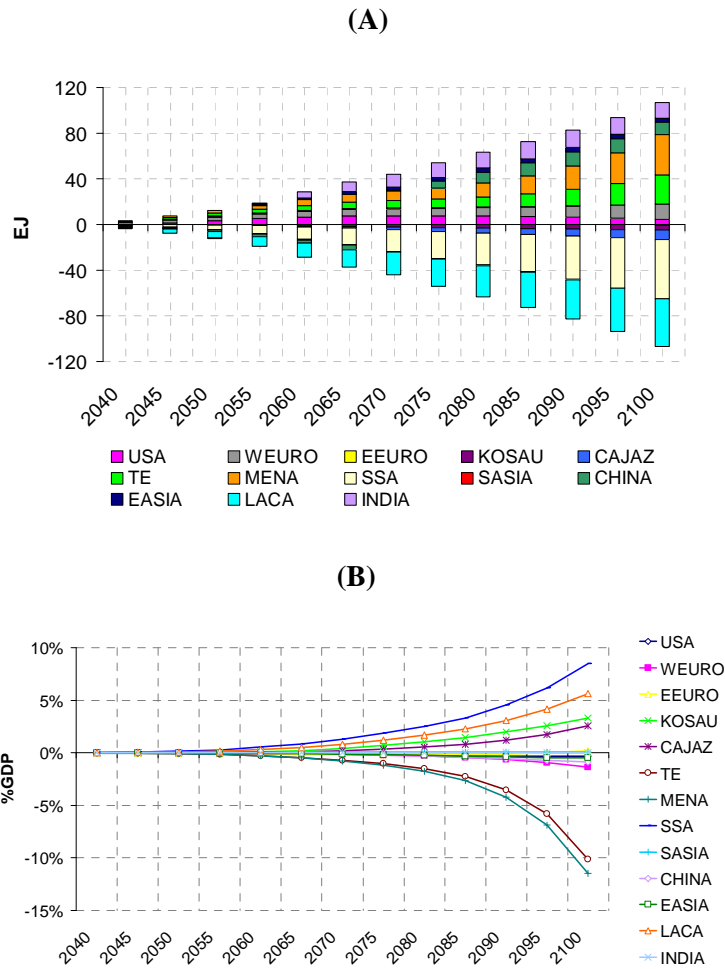 (A)
120
80
40
0
-40
-80
-120
EJ
2040 2045 2050 2055 2060 2065 2070 2075 2080 2085 2090 2095 2100
USA WEURO EEURO KOSAU CAJAZ
TE MENA SSA SASIA CHINA
EASIA LACA INDIA
(B)
10%
5%
0%
-5%
-10%
-15%
%GDP
2040 2045 2050 2055 2060 2065 2070 2075 2080 2085 2090 2095 2100
USA
WEURO
EEURO
KOSAU
CAJAZ
TE
MENA
SSA
SASIA
CHINA
EASIA
LACA
INDIA